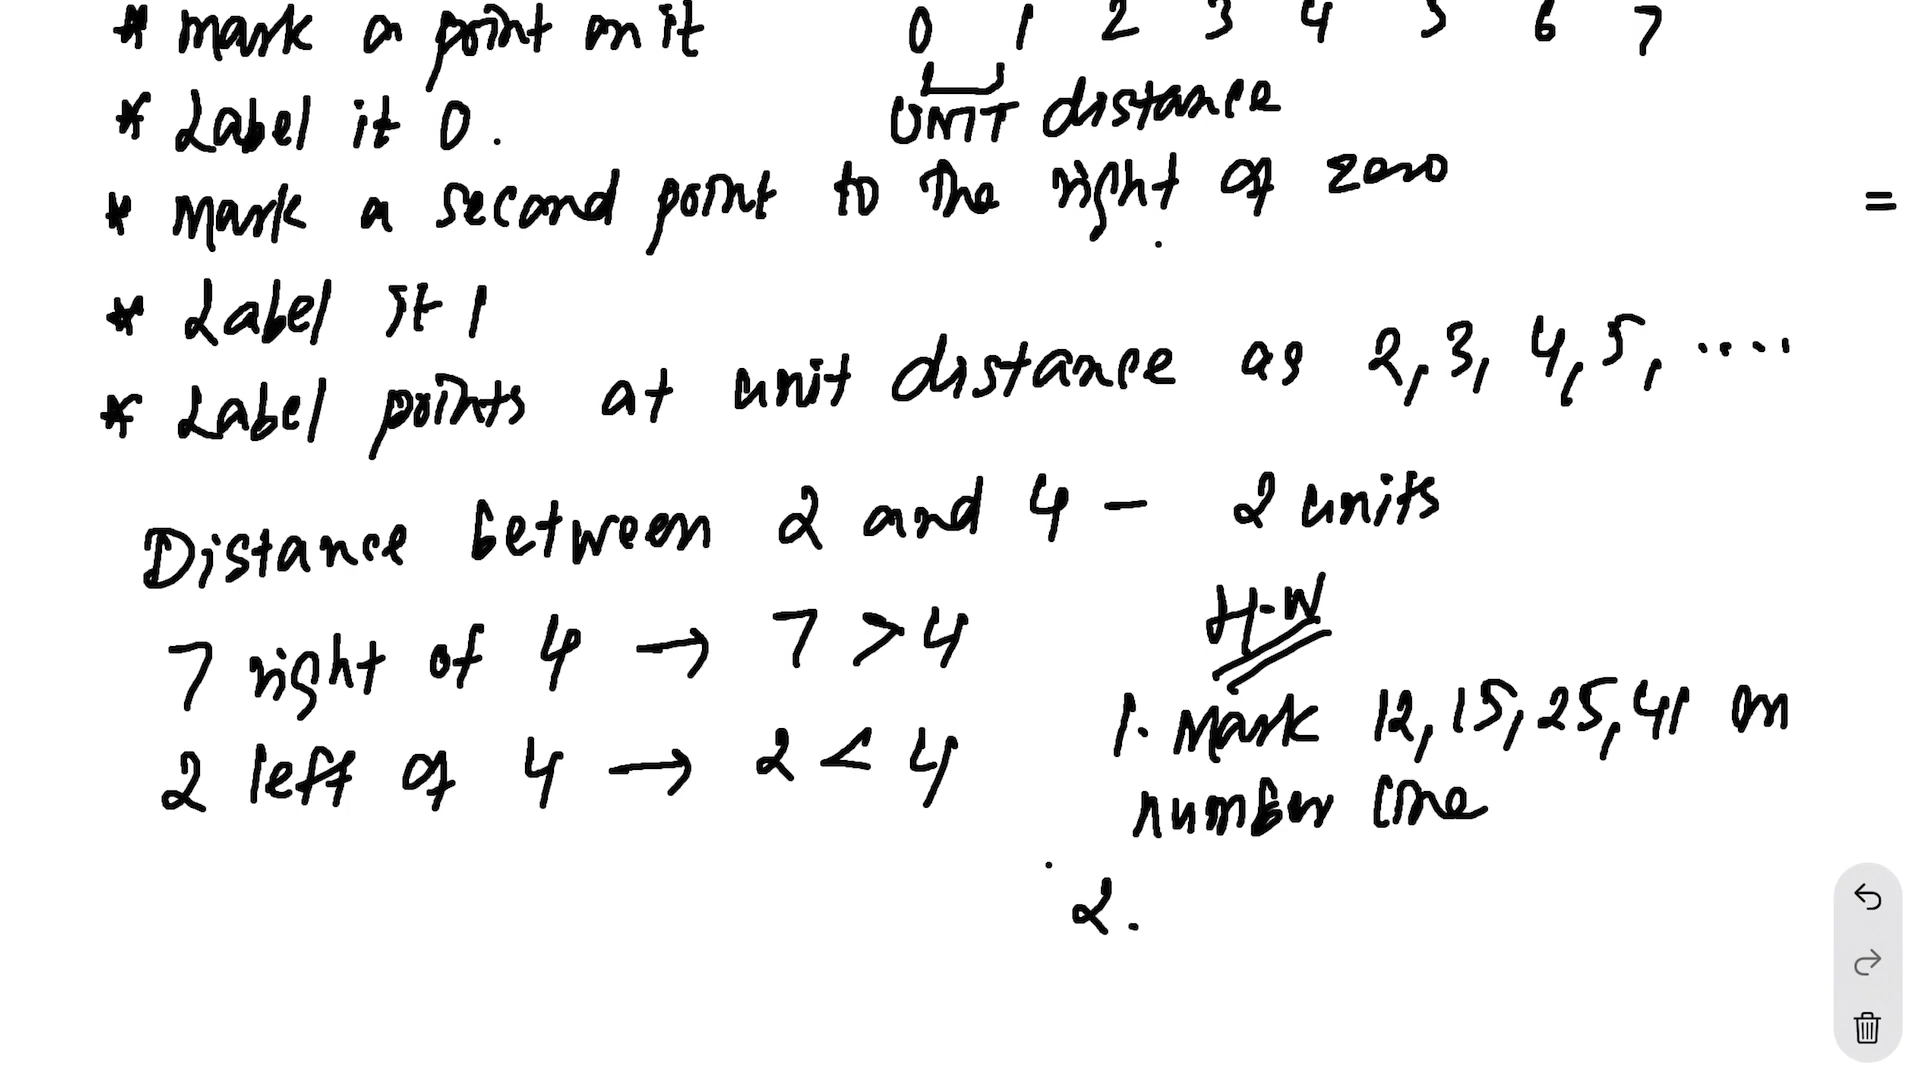 * Mark a point on it
0 1 2 3 4 5 6 7
* Label it 0.
UNIT distance
* Mark a second point to the right of zero
=
* Label it 1
* Label points at unit distance as 2, 3, 4, 5, ....
Distance between 2 and 4 - 2 units
7 right of 4 → 7 > 4
2 left of 4 → 2 < 4
H-W
1. Mark 12, 15, 25, 41 on
number line
2.